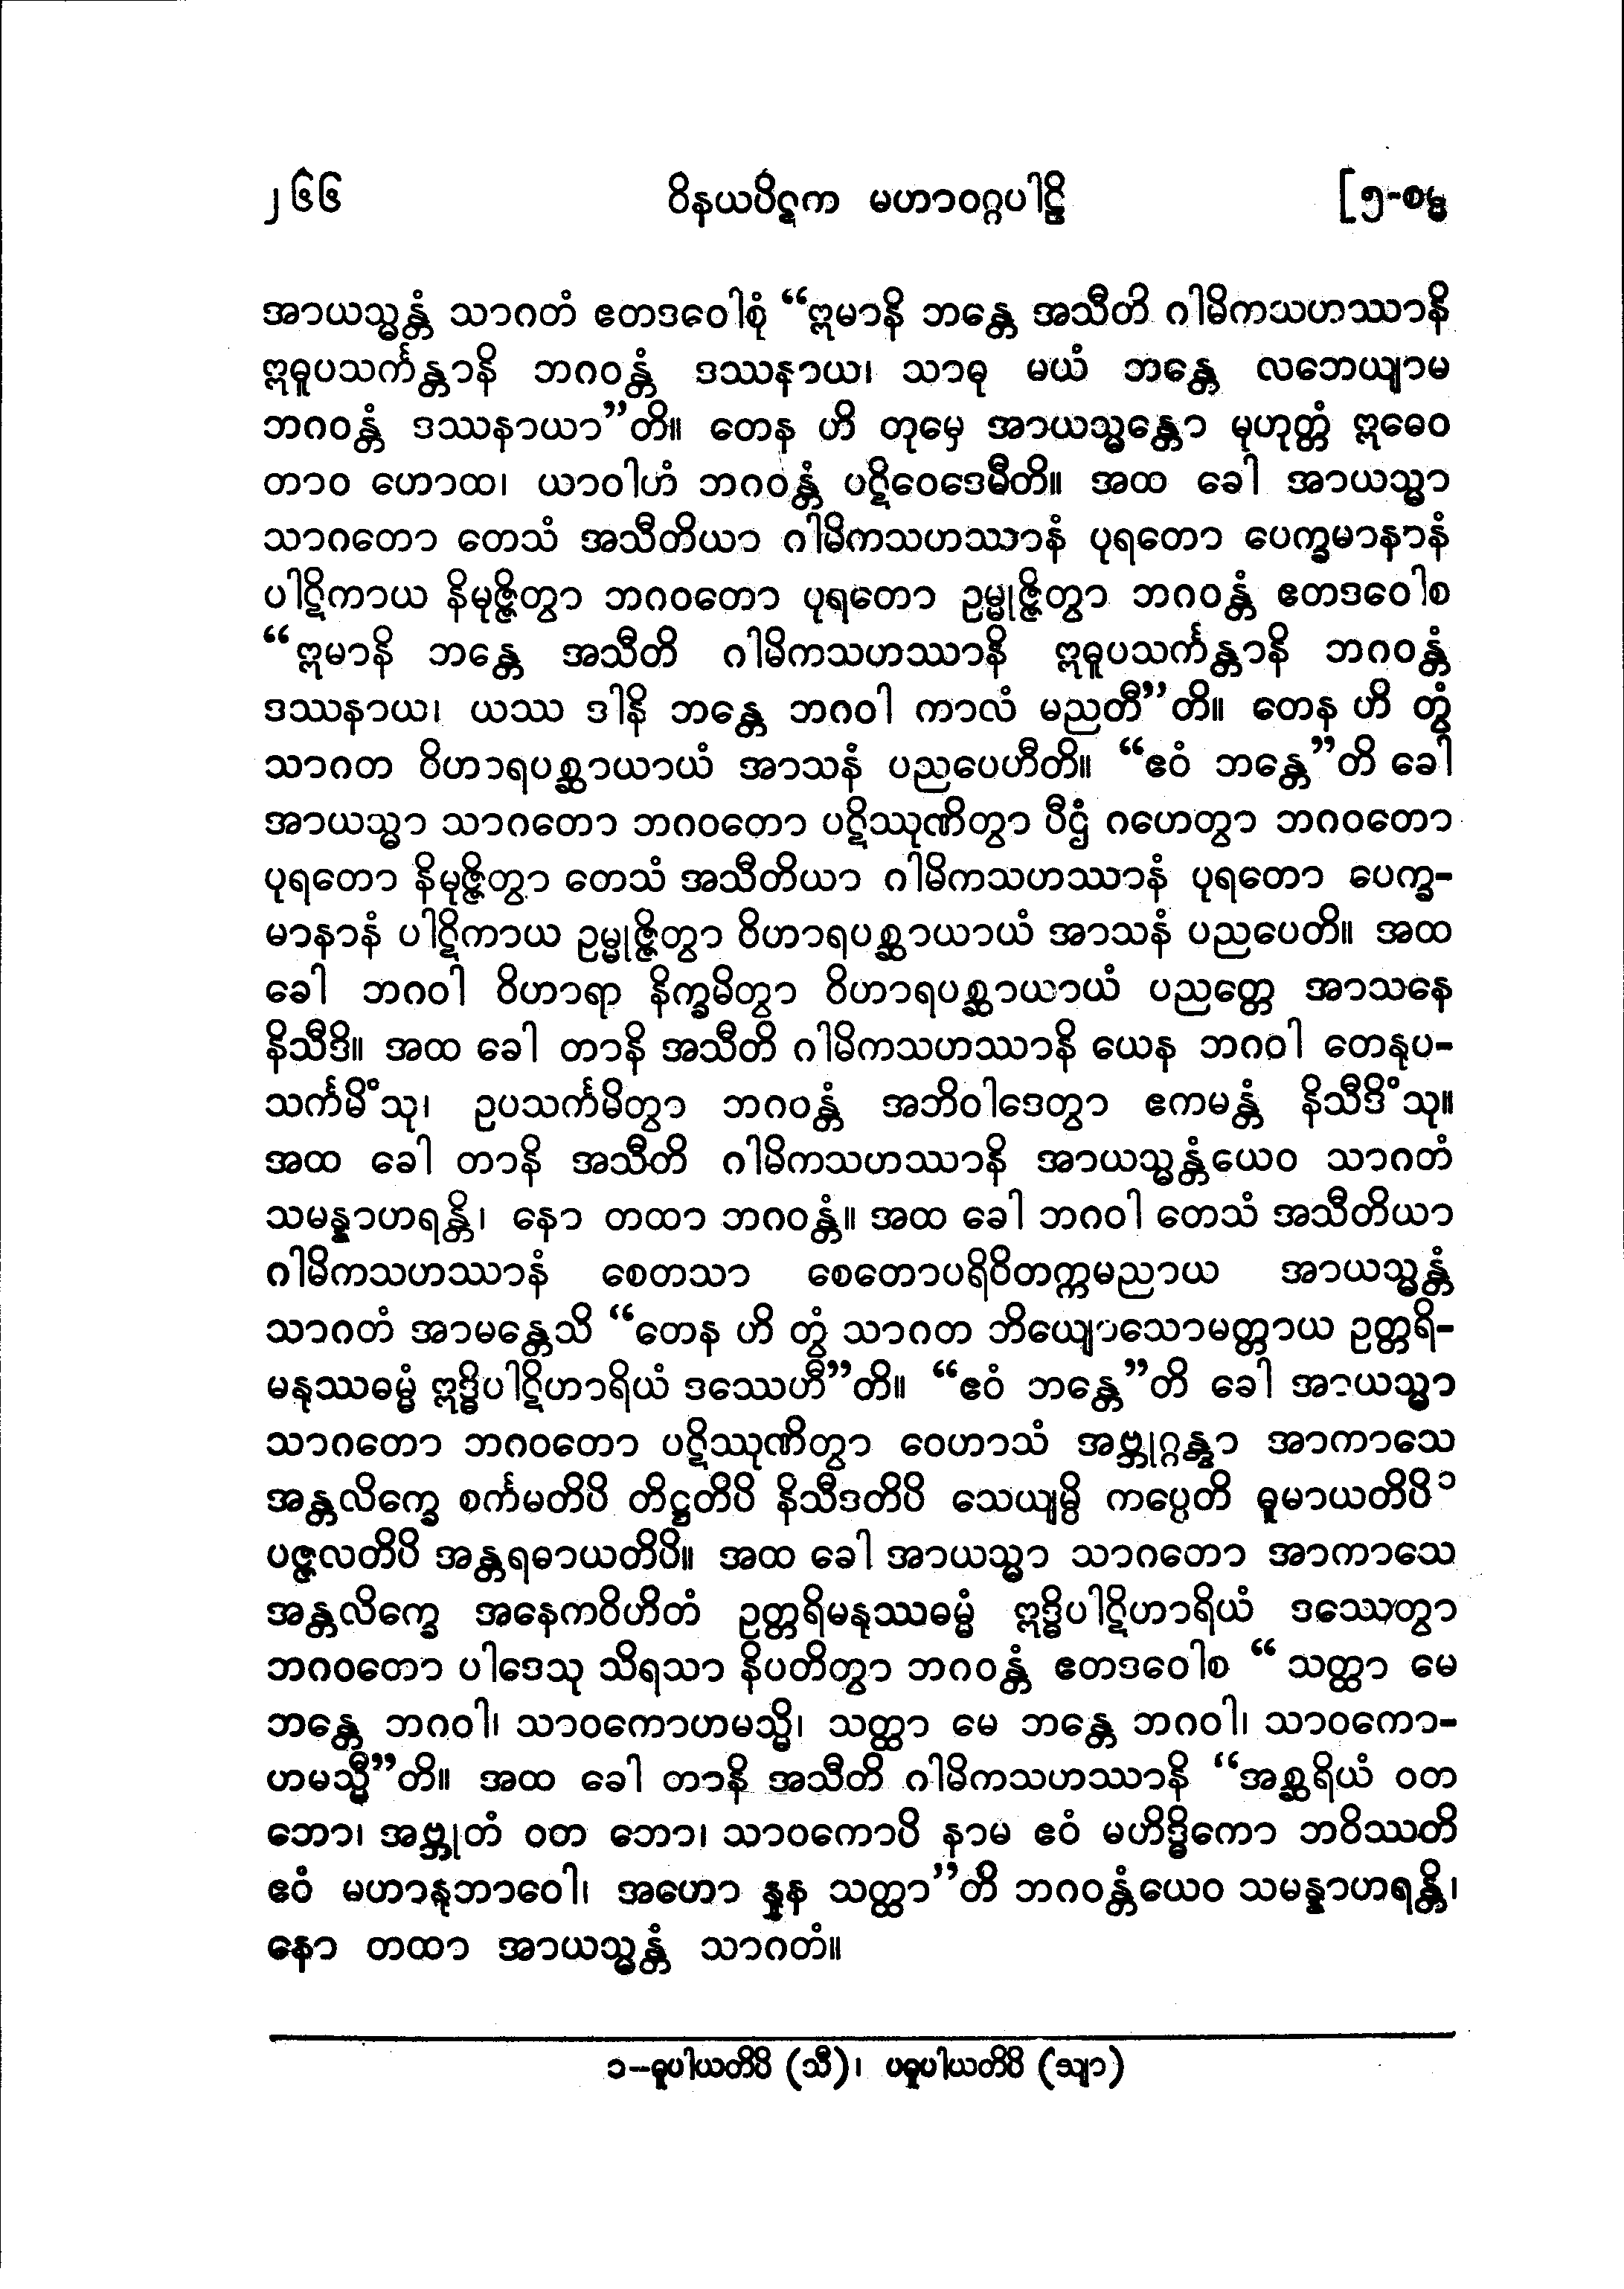 ၂၆၆ ဝိနယပိဋက မဟာဝဂ္ဂပါဠိ [၅-စမ္မ
အာယသ္မန္တံ သာဂတံ ဧတဒဝေါစုံ “ဣမာနိ ဘန္တေ အသီတိ ဂါမိကသဟဿာနိ
ဣဓူပသင်္ကန္တာနိ ဘဂဝန္တံ ဒဿနာယ၊ သာဓု မယံ ဘန္တေ လဘေယျာမ
ဘဂဝန္တံ ဒဿနာယာ”တိ။ တေန ဟိ တုမှေ အာယသ္မန္တော မုဟုတ္တံ ဣဓေဝ
တာဝ ဟောထ၊ ယာဝါဟံ ဘဂဝန္တံ ပဋိဝေဒေမီတိ။ အထ ခေါ အာယသ္မာ
သာဂတော တေသံ အသီတိယာ ဂါမိကသဟဿာနံ ပုရတော ပေက္ခမာနာနံ
ပါဋိကာယ နိမုဇ္ဇိတွာ ဘဂဝတော ပုရတော ဥမ္မုဇ္ဇိတွာ ဘဂဝန္တံ ဧတဒဝေါစ
“ဣမာနိ ဘန္တေ အသီတိ ဂါမိကသဟဿာနိ ဣဓူပသင်္ကန္တာနိ ဘဂဝန္တံ
ဒဿနာယ၊ ယဿ ဒါနိ ဘန္တေ ဘဂဝါ ကာလံ မညတီ”တိ။ တေန ဟိ တွံ
သာဂတ ဝိဟာရပစ္ဆာယာယံ အာသနံ ပညပေဟီတိ။ “ဧဝံ ဘန္တေ”တိ ခေါ
အာယသ္မာ သာဂတော ဘဂဝတော ပဋိဿုဏိတွာ ပီဌံ ဂဟေတွာ ဘဂဝတော
ပုရတော နိမုဇ္ဇိတွာ တေသံ အသီတိယာ ဂါမိကသဟဿာနံ ပုရတော ပေက္ခ-
မာနာနံ ပါဋိကာယ ဥမ္မုဇ္ဇိတွာ ဝိဟာရပစ္ဆာယာယံ အာသနံ ပညပေတိ။ အထ
ခေါ ဘဂဝါ ဝိဟာရာ နိက္ခမိတွာ ဝိဟာရပစ္ဆာယာယံ ပညတ္တေ အာသနေ
နိသီဒိ။ အထ ခေါ တာနိ အသီတိ ဂါမိကသဟဿာနိ ယေန ဘဂဝါ တေနုပ-
သင်္ကမိံသု၊ ဥပသင်္ကမိတွာ ဘဂဝန္တံ အဘိဝါဒေတွာ ဧကမန္တံ နိသီဒိံသု။
အထ ခေါ တာနိ အသီတိ ဂါမိကသဟဿာနိ အာယသ္မန္တံယေဝ သာဂတံ
သမန္နာဟရန္တိ၊ နော တထာ ဘဂဝန္တံ။ အထ ခေါ ဘဂဝါ တေသံ အသီတိယာ
ဂါမိကသဟဿာနံ စေတသာ စေတောပရိဝိတက္ကမညာယ အာယသ္မန္တံ
သာဂတံ အာမန္တေသိ “တေန ဟိ တွံ သာဂတ ဘိယျောသောမတ္တာယ ဥတ္တရိ-
မနုဿဓမ္မံ ဣဒ္ဓိပါဋိဟာရိယံ ဒဿေဟီ”တိ။ “ဧဝံ ဘန္တေ”တိ ခေါ အာယသ္မာ
သာဂတော ဘဂဝတော ပဋိဿုဏိတွာ ဝေဟာသံ အဗ္ဘုဂ္ဂန္တွာ အာကာသေ
အန္တလိက္ခေ စင်္ကမတိပိ တိဋ္ဌတိပိ နိသီဒတိပိ သေယျမ္ပိ ကပ္ပေတိ ဓူမာယတိပိ၁
ပဇ္ဇလတိပိ အန္တရဓာယတိပိ။ အထ ခေါ အာယသ္မာ သာဂတော အာကာသေ
အန္တလိက္ခေ အနေကဝိဟိတံ ဥတ္တရိမနုဿဓမ္မံ ဣဒ္ဓိပါဋိဟာရိယံ ဒဿေတွာ
ဘဂဝတော ပါဒေသု သိရသာ နိပတိတွာ ဘဂဝန္တံ ဧတဒဝေါစ “ သတ္ထာ မေ
ဘန္တေ ဘဂဝါ၊ သာဝကောဟမသ္မိ၊ သတ္ထာ မေ ဘန္တေ ဘဂဝါ၊ သာဝကော-
ဟမသ္မီ”တိ။ အထ ခေါ တာနိ အသီတိ ဂါမိကသဟဿာနိ “အစ္ဆရိယံ ဝတ
ဘော၊ အဗ္ဘုတံ ဝတ ဘော၊ သာဝကောပိ နာမ ဧဝံ မဟိဒ္ဓိကော ဘဝိဿတိ
ဧဝံ မဟာနုဘာဝေါ၊ အဟော နူန သတ္ထာ”တိ ဘဂဝန္တံယေဝ သမန္နာဟရန္တိ၊
နော တထာ အာယသ္မန္တံ သာဂတံ။
၁-ဓူပါယတိပိ (သီ)၊ ပဓူပါယတိပိ (သျာ)